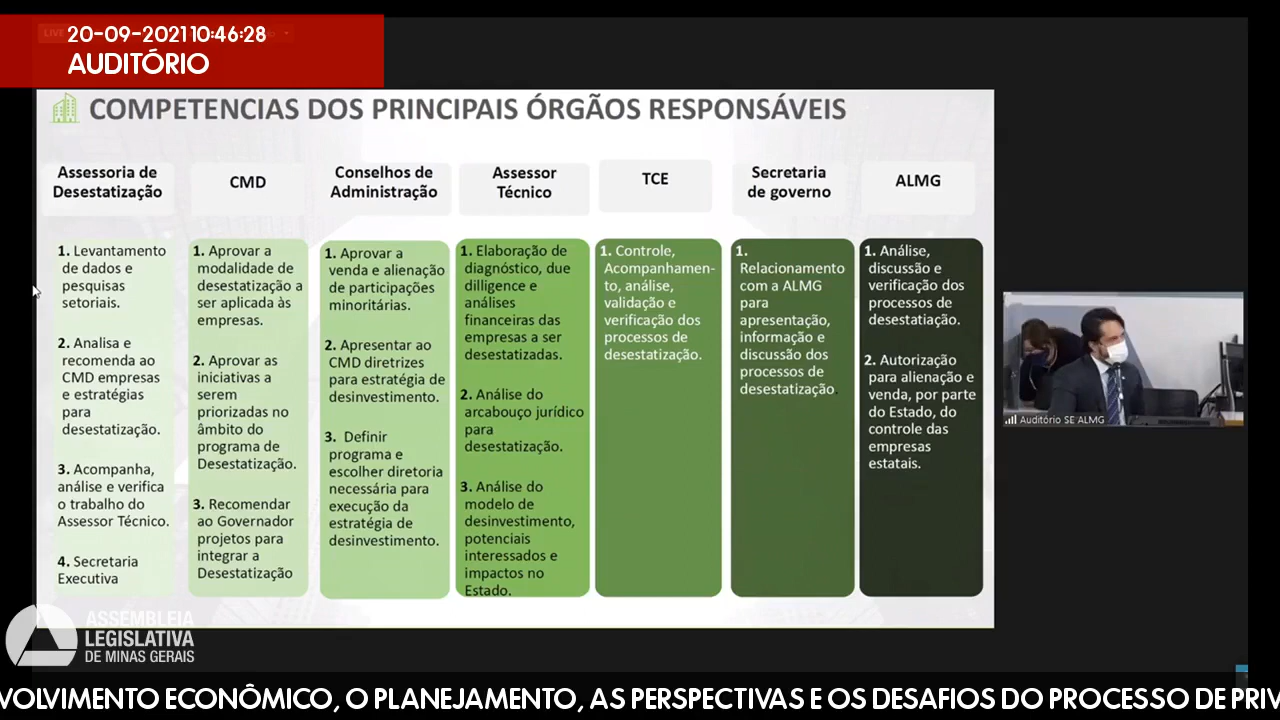 LIVE
20-09-2021 10:46:28
AUDITÓRIO
COMPETENCIAS DOS PRINCIPAIS ÓRGÃOS RESPONSÁVEIS
Assessoria de
Desestatização
1. Levantamento
de dados e
pesquisas
setoriais.
2. Analisa e
recomenda ao
CMD empresas
e estratégias
para
desestatização.
3. Acompanha,
análise e verifica
o trabalho do
Assessor Técnico.
4. Secretaria
Executiva
CMD
1. Aprovar a
modalidade de
desestatização a
ser aplicada às
empresas.
2. Aprovar as
iniciativas a
serem
priorizadas no
âmbito do
programa de
Desestatização.
3. Recomendar
ao Governador
projetos para
integrar a
Desestatização
Conselhos de
Administração
1. Aprovar a
venda e alienação
de participações
minoritárias.
2. Apresentar ao
CMD diretrizes
para estratégia de
desinvestimento.
3. Definir
programa e
escolher diretoria
necessária para
execução da
estratégia de
desinvestimento.
Assessor
Técnico
1. Elaboração de
diagnóstico, due
dilligence e
análises
financeiras das
empresas a ser
desestatizadas.
2. Análise do
arcabouço jurídico
para
desestatização.
3. Análise do
modelo de
desinvestimento,
potenciais
interessados e
impactos no
Estado.
TCE
1. Controle,
Acompanhamen-
to, análise,
validação e
verificação dos
processos de
desestatização.
Secretaria
de governo
1.
Relacionamento
com a ALMG
para
apresentação,
informação e
discussão dos
processos de
desestatização.
ALMG
1. Análise,
discussão e
verificação dos
processos de
desestatiação.
2. Autorização
para alienação e
venda, por parte
do Estado, do
controle das
empresas
estatais.
Auditório SE ALMG
ASSEMBLEIA
LEGISLATIVA
DE MINAS GERAIS
VOLVIMENTO ECONÔMICO, O PLANEJAMENTO, AS PERSPECTIVAS E OS DESAFIOS DO PROCESSO DE PRIV